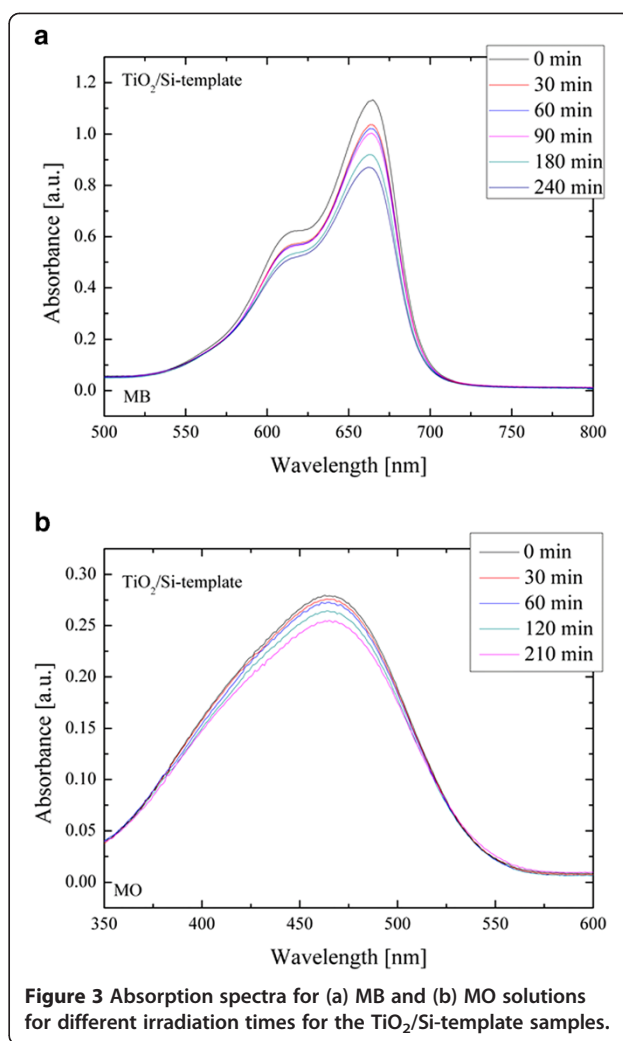 a
TiO₂/Si-template
0 min
30 min
60 min
90 min
180 min
240 min
1.2
1.0
0.8
0.6
0.4
0.2
0.0
Absorbance [a.u.]
MB
500 550 600 650 700 750 800
Wavelength [nm]
b
TiO₂/Si-template
0 min
30 min
60 min
120 min
210 min
0.30
0.25
0.20
0.15
0.10
0.05
0.00
Absorbance [a.u.]
MO
350 400 450 500 550 600
Wavelength [nm]
Figure 3 Absorption spectra for (a) MB and (b) MO solutions
for different irradiation times for the TiO₂/Si-template samples.